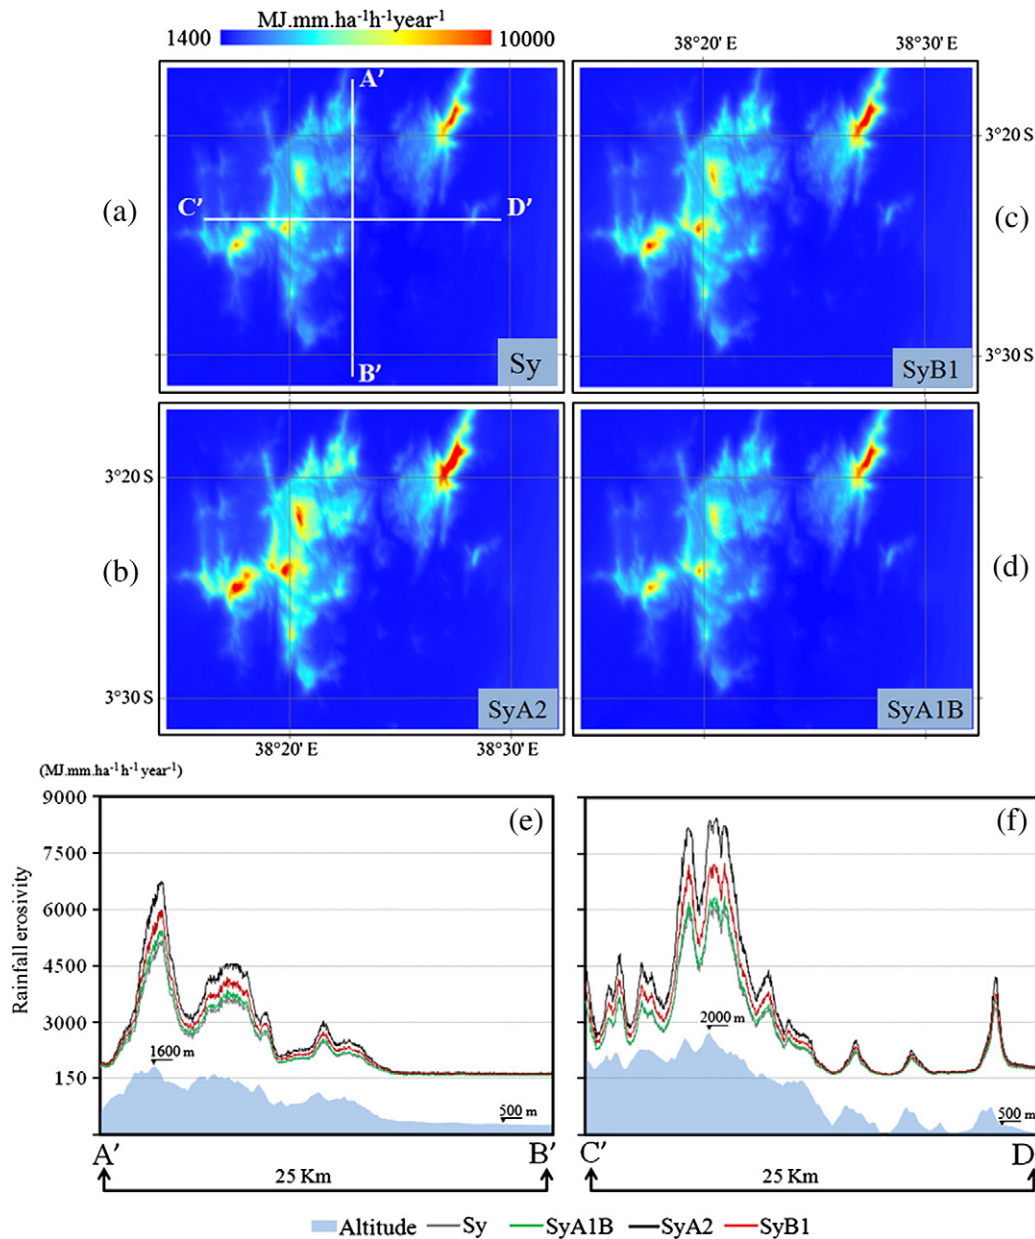 MJ.mm.ha⁻¹h⁻¹year⁻¹
1400 10000
38°20' E 38°30' E
A'
3°20 S
(a) C' D' (c)
B'
Sy SyB1
3°30 S
3°20 S
(b) (d)
3°30 S
SyA2 SyA1B
38°20' E 38°30' E
(MJ.mm.ha⁻¹h⁻¹year⁻¹)
9000
(e) (f)
7500
6000
4500
3000
150
Rainfall erosivity
1600 m
500 m
2000 m
500 m
A' B' C' D
25 Km 25 Km
Altitude Sy SyA1B SyA2 SyB1